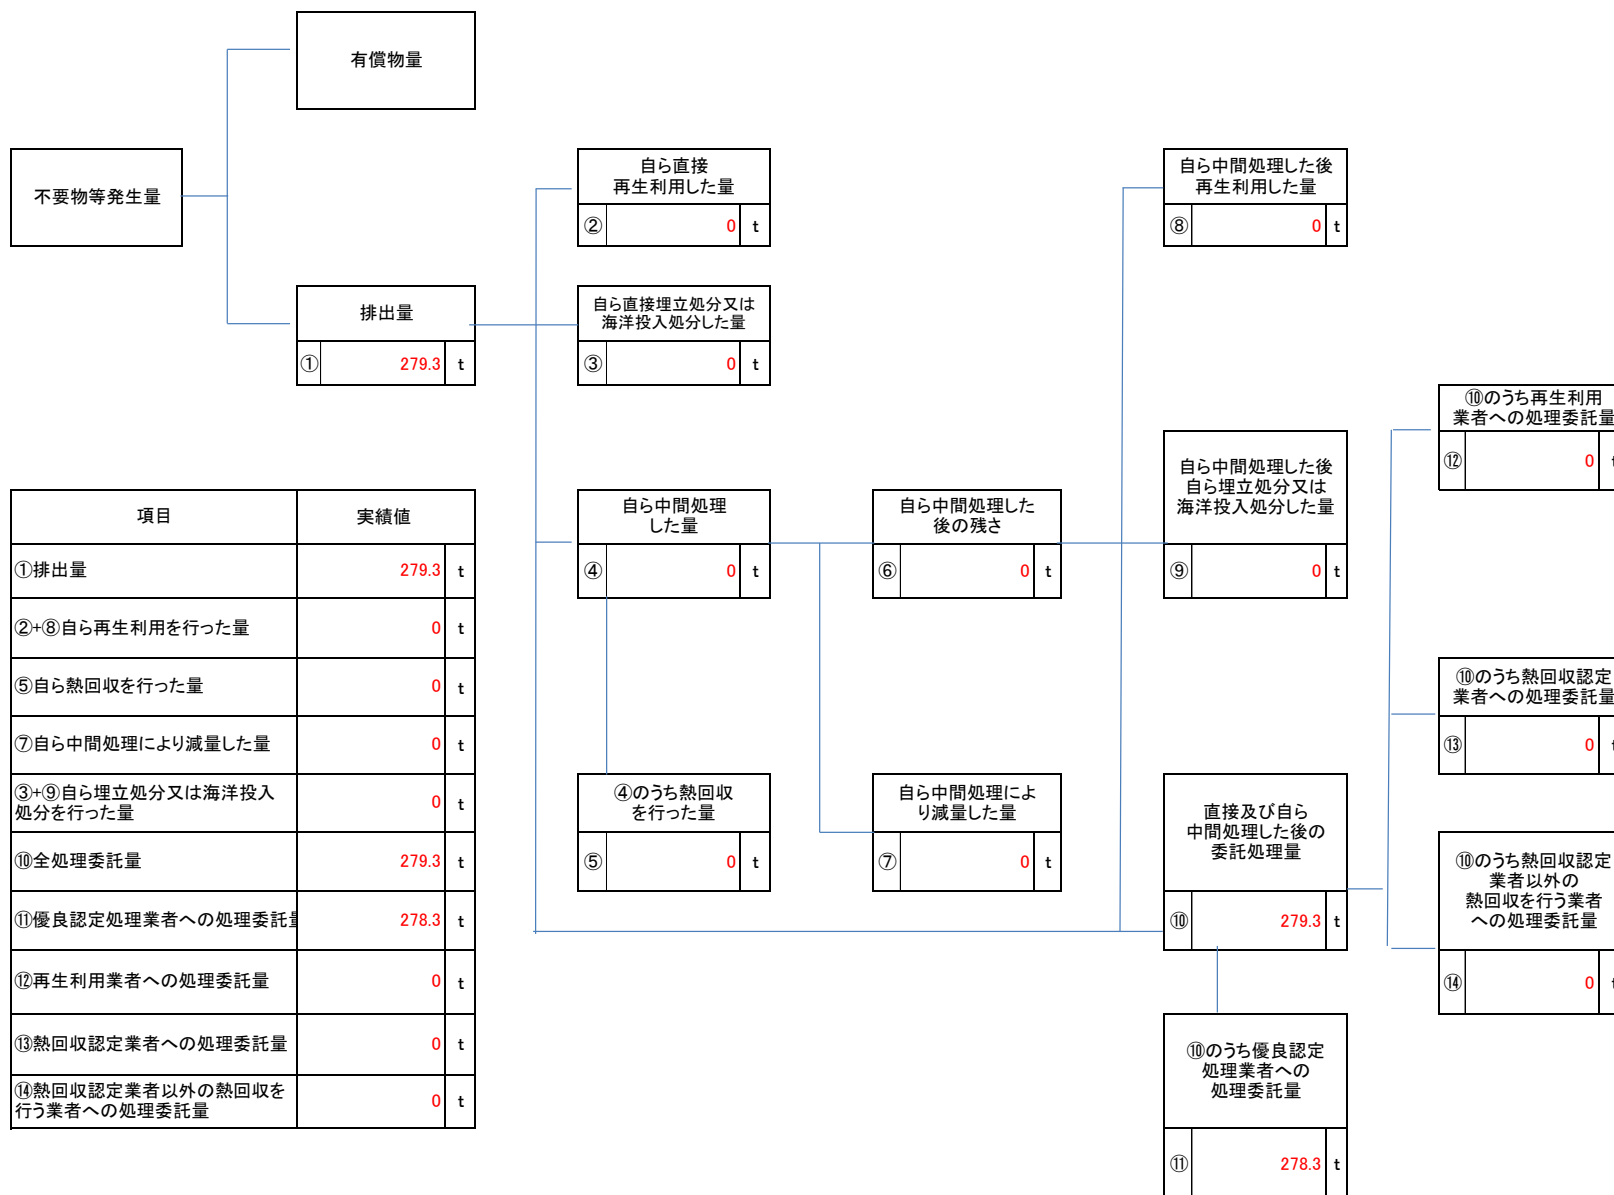 有償物量
不要物等発生量
排出量
① 279.3 t
自ら直接
再生利用した量
② 0 t
自ら直接埋立処分又は
海洋投入処分した量
③ 0 t
自ら中間処理した後
再生利用した量
⑧ 0 t
自ら中間処理
した量
④ 0 t
自ら中間処理した
後の残さ
⑥ 0 t
自ら中間処理した後
自ら埋立処分又は
海洋投入処分した量
⑨ 0 t
④のうち熱回収
を行った量
⑤ 0 t
自ら中間処理によ
り減量した量
⑦ 0 t
直接及び自ら
中間処理した後の
委託処理量
⑩ 279.3 t
⑩のうち優良認定
処理業者への
処理委託量
⑪ 278.3 t
⑩のうち再生利用
業者への処理委託量
⑫ 0 t
⑩のうち熱回収認定
業者への処理委託量
⑬ 0 t
⑩のうち熱回収認定
業者以外の
熱回収を行う業者
への処理委託量
⑭ 0 t
項目 実績値
①排出量 279.3 t
②+⑧自ら再生利用を行った量 0 t
⑤自ら熱回収を行った量 0 t
⑦自ら中間処理により減量した量 0 t
③+⑨自ら埋立処分又は海洋投入
処分を行った量 0 t
⑩全処理委託量 279.3 t
⑪優良認定処理業者への処理委託量 278.3 t
⑫再生利用業者への処理委託量 0 t
⑬熱回収認定業者への処理委託量 0 t
⑭熱回収認定業者以外の熱回収を
行う業者への処理委託量 0 t